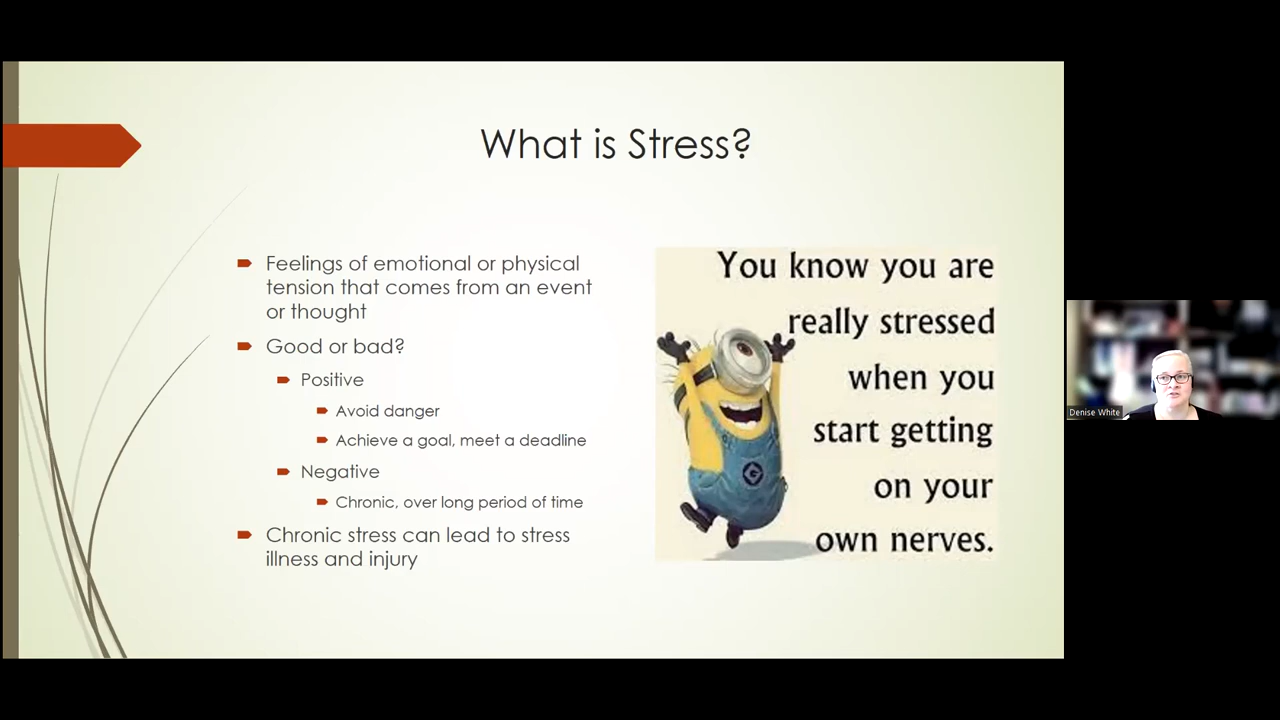 What is Stress?
Feelings of emotional or physical
tension that comes from an event
or thought
Good or bad?
Positive
Avoid danger
Achieve a goal, meet a deadline
Negative
Chronic, over long period of time
Chronic stress can lead to stress
illness and injury
You know you are
really stressed
when you
start getting
on your
own nerves.
Denise White